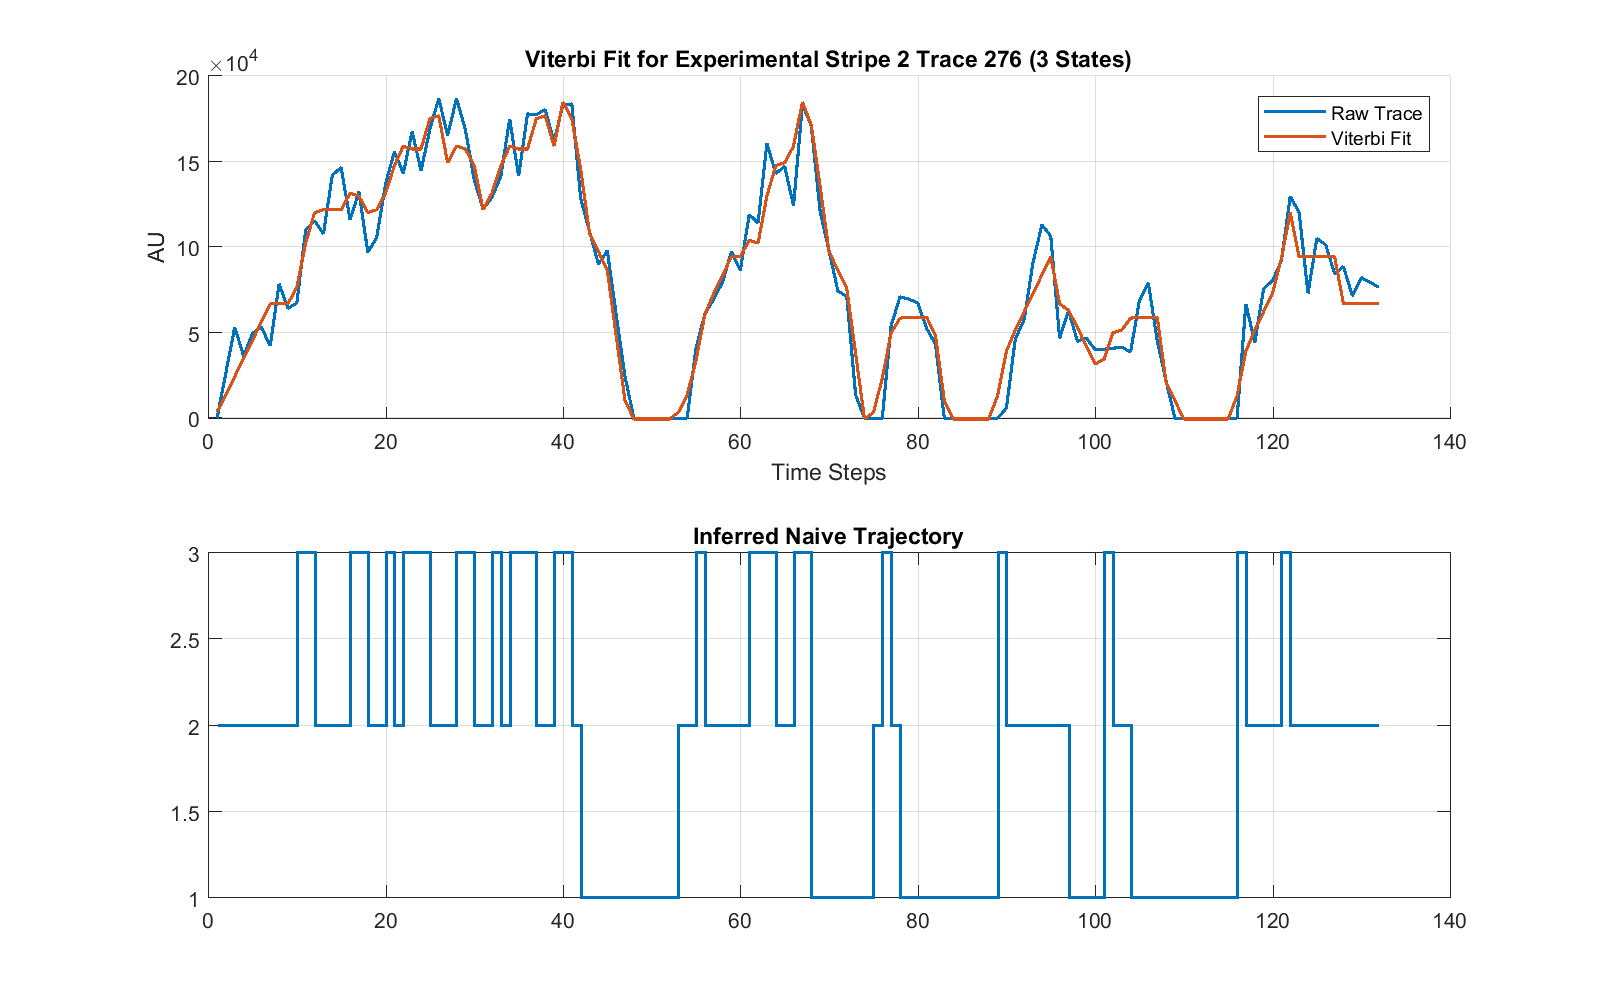 Viterbi Fit for Experimental Stripe 2 Trace 276 (3 States)
×10⁴
20
15
10
5
0
AU
Raw Trace
Viterbi Fit
0 20 40 60 80 100 120 140
Time Steps
Inferred Naive Trajectory
3
2.5
2
1.5
1
0 20 40 60 80 100 120 140